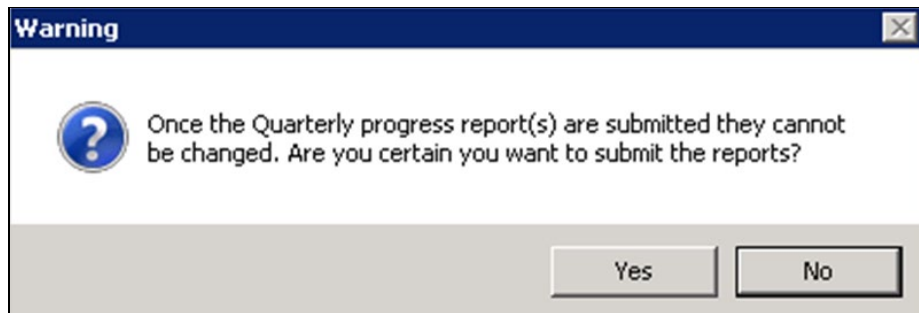 Warning
Once the Quarterly progress report(s) are submitted they cannot
be changed. Are you certain you want to submit the reports?
Yes No